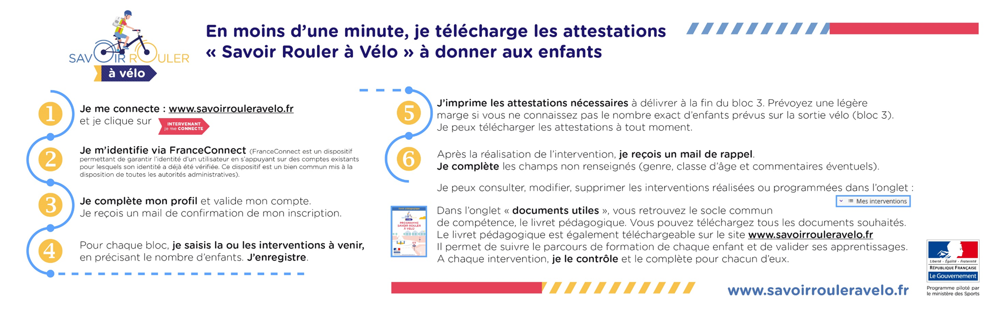 SAVOIR ROULER
à vélo
En moins d’une minute, je télécharge les attestations
« Savoir Rouler à Vélo » à donner aux enfants
1
Je me connecte : www.savoirrouleravelo.fr
et je clique sur
INTERVENANT
je me CONNECTE
2
Je m’identifie via FranceConnect (FranceConnect est un dispositif
permettant de garantir l’identité d’un utilisateur en s’appuyant sur des comptes existants
pour lesquels son identité a déjà été vérifiée. Ce dispositif est un bien commun mis à la
disposition de toutes les autorités administratives).
3
Je complète mon profil et valide mon compte.
Je reçois un mail de confirmation de mon inscription.
4
Pour chaque bloc, je saisis la ou les interventions à venir,
en précisant le nombre d’enfants. J’enregistre.
5
J’imprime les attestations nécessaires à délivrer à la fin du bloc 3. Prévoyez une légère
marge si vous ne connaissez pas le nombre exact d’enfants prévus sur la sortie vélo (bloc 3).
Je peux télécharger les attestations à tout moment.
6
Après la réalisation de l’intervention, je reçois un mail de rappel.
Je complète les champs non renseignés (genre, classe d’âge et commentaires éventuels).
Je peux consulter, modifier, supprimer les interventions réalisées ou programmées dans l’onglet :
Mes interventions
livret pédagogique
PROGRAMME
SAVOIR ROULER
À VÉLO
Dans l’onglet « documents utiles », vous retrouvez le socle commun
de compétence, le livret pédagogique. Vous pouvez téléchargez tous les documents souhaités.
Le livret pédagogique est également téléchargeable sur le site www.savoirrouleravelo.fr
Il permet de suivre le parcours de formation de chaque enfant et de valider ses apprentissages.
A chaque intervention, je le contrôle et le complète pour chacun d’eux.
www.savoirrouleravelo.fr
Liberté • Égalité • Fraternité
RÉPUBLIQUE FRANÇAISE
Le Gouvernement
Programme piloté par
le ministère des Sports